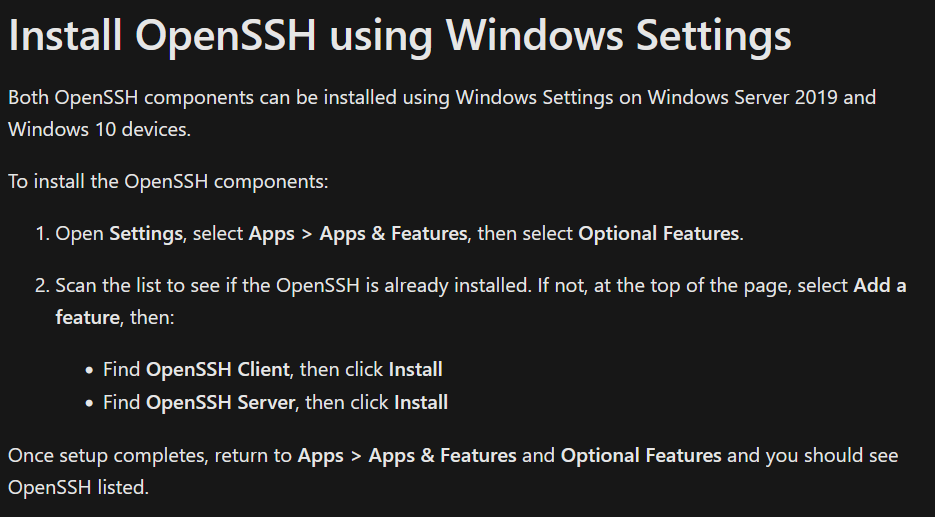 Install OpenSSH using Windows Settings
Both OpenSSH components can be installed using Windows Settings on Windows Server 2019 and
Windows 10 devices.
To install the OpenSSH components:
1. Open Settings, select Apps > Apps & Features, then select Optional Features.
2. Scan the list to see if the OpenSSH is already installed. If not, at the top of the page, select Add a
feature, then:
• Find OpenSSH Client, then click Install
• Find OpenSSH Server, then click Install
Once setup completes, return to Apps > Apps & Features and Optional Features and you should see
OpenSSH listed.